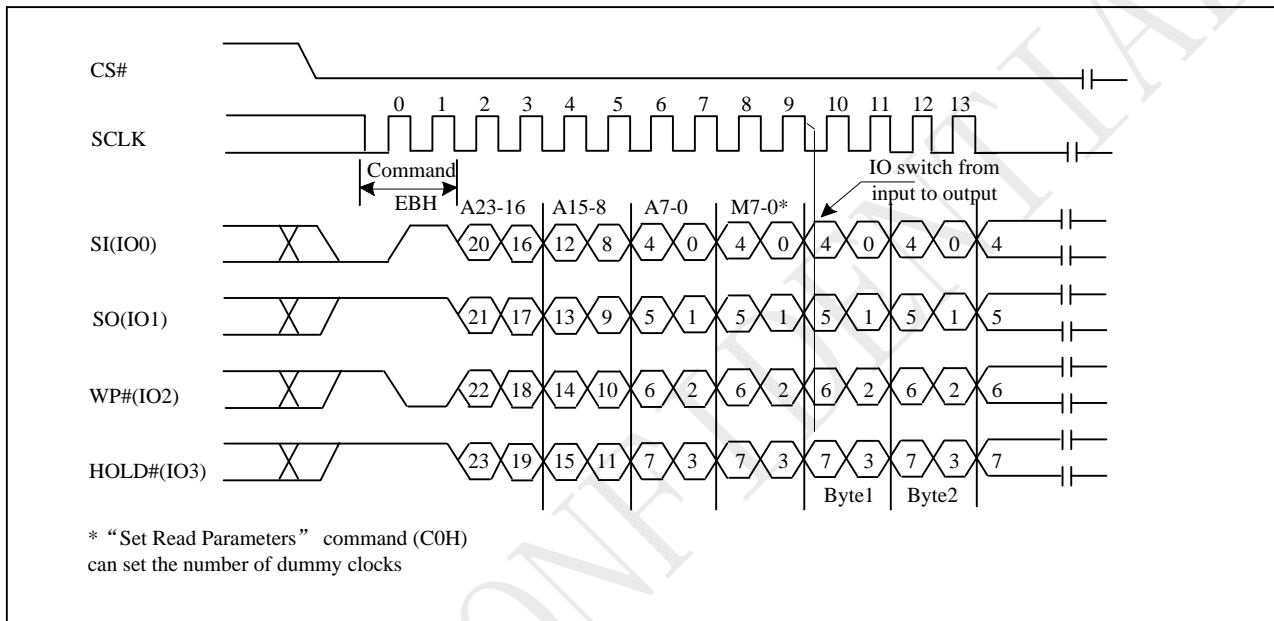 CS#
0 1 2 3 4 5 6 7 8 9 10 11 12 13
SCLK
Command
EBH
IO switch from
input to output
A23-16 A15-8 A7-0 M7-0*
SI(IO0) 20 16 12 8 4 0 4 0 4 0 4 0 4
SO(IO1) 21 17 13 9 5 1 5 1 5 1 5 1 5
WP#(IO2) 22 18 14 10 6 2 6 2 6 2 6 2 6
HOLD#(IO3) 23 19 15 11 7 3 7 3 7 3 7 3 7
Byte1 Byte2
* “Set Read Parameters” command (C0H)
can set the number of dummy clocks
ONFIDENTIA